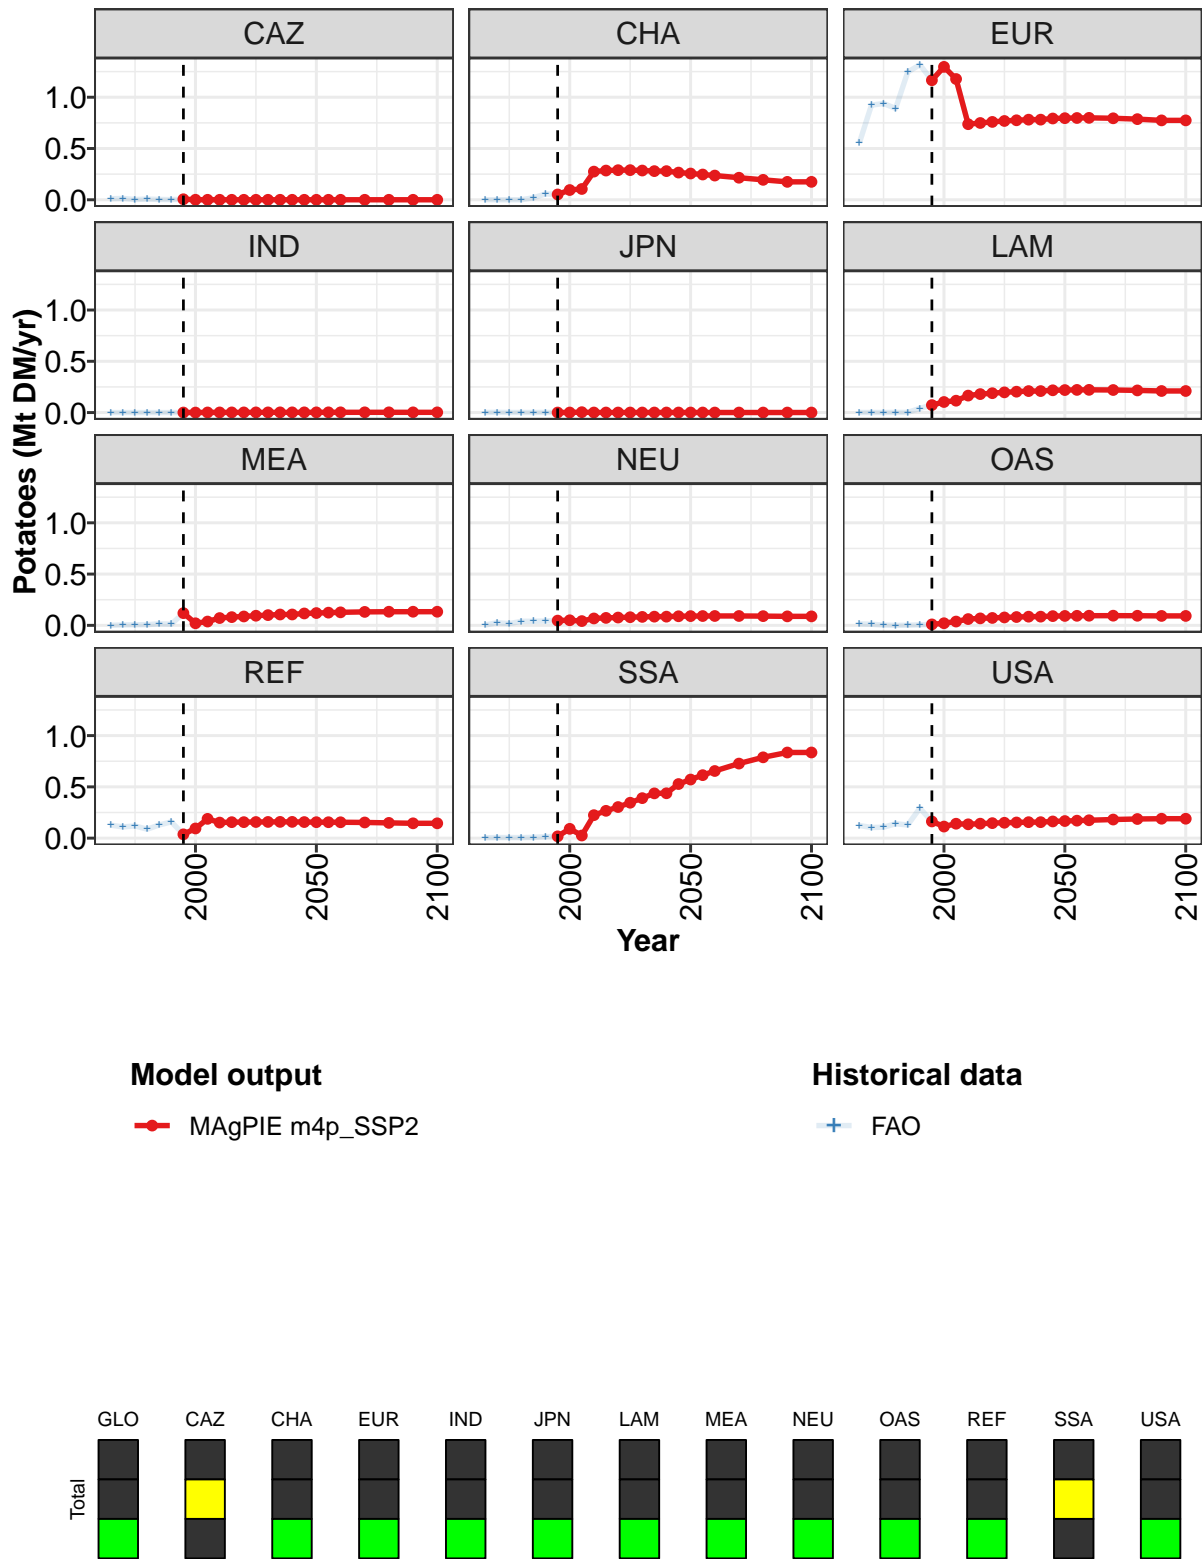 CAZ CHA EUR
1.0
0.5
0.0
IND JPN LAM
1.0
0.5
0.0
MEA NEU OAS
1.0
0.5
0.0
REF SSA USA
1.0
0.5
0.0
Potatoes (Mt DM/yr)
2000 2050 2100 2000 2050 2100 2000 2050 2100
Year
Model output Historical data
MAgPIE m4p_SSP2 FAO
GLO CAZ CHA EUR IND JPN LAM MEA NEU OAS REF SSA USA
Total